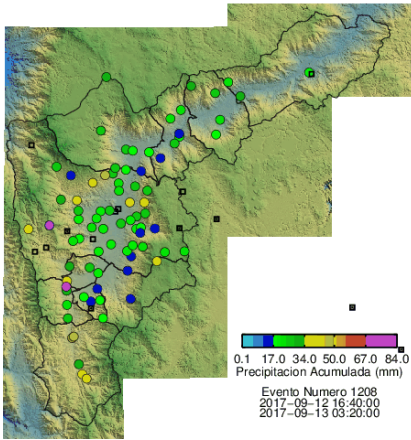 0.1 17.0 34.0 50.0 67.0 84.0
Precipitacion Acumulada (mm)
Evento Numero 1208
2017-09-12 16:40:00
2017-09-13 03:20:00